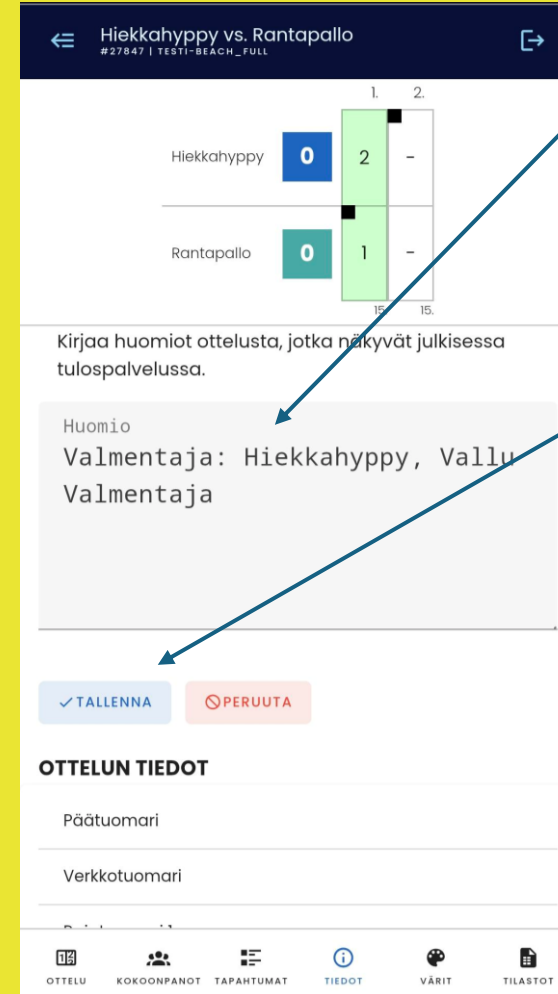 Hiekkahyppy vs. Rantapallo
#27847 | TESTI-BEACH_FULL
1. 2.
Hiekkahyppy 0 2 -
Rantapallo 0 1 -
15. 15.
Kirjaa huomiot ottelusta, jotka näkyvät julkisessa
tulospalvelussa.
Huomio
Valmentaja: Hiekkahyppy, Vallu
Valmentaja
TALLENNA PERUUTA
OTTELUN TIEDOT
Päätuomari
Verkkotuomari
OTTELU KOKOONPANOT TAPAHTUMAT TIEDOT VÄRIT TILASTOT